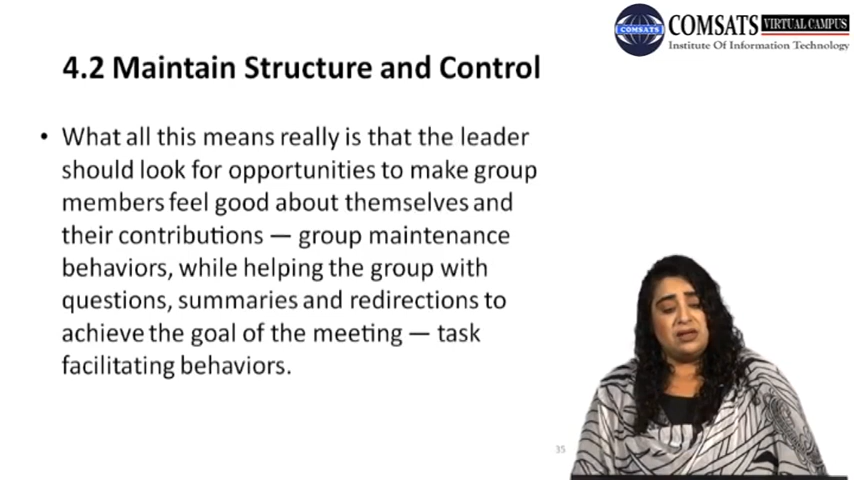 COMSATS VIRTUAL CAMPUS
COMSATS
Institute Of Information Technology
4.2 Maintain Structure and Control
• What all this means really is that the leader
should look for opportunities to make group
members feel good about themselves and
their contributions — group maintenance
behaviors, while helping the group with
questions, summaries and redirections to
achieve the goal of the meeting — task
facilitating behaviors.
35